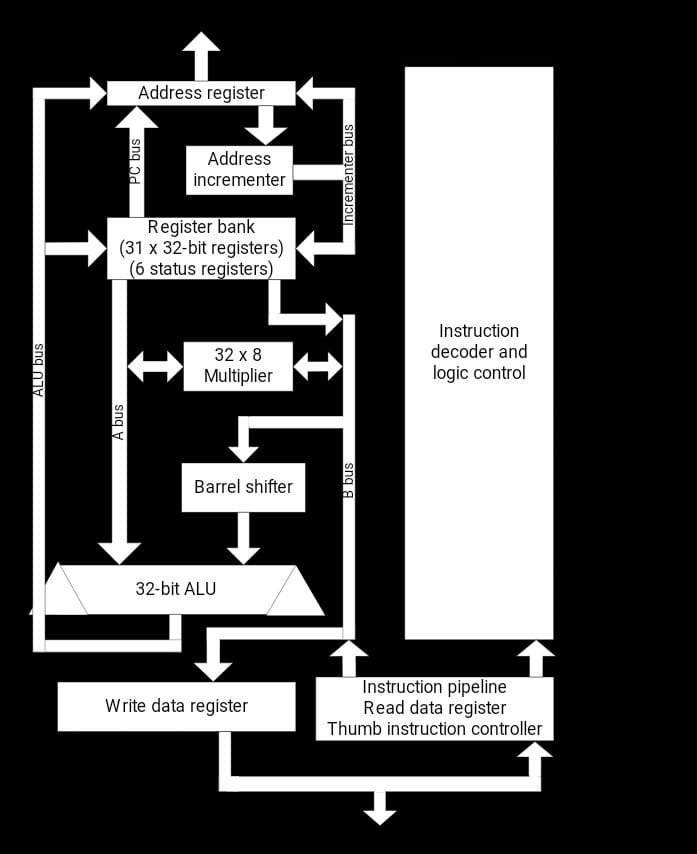 Address register
PC bus
Address
incrementer
Incrementer bus
Register bank
(31 x 32-bit registers)
(6 status registers)
Instruction
decoder and
logic control
ALU bus
A bus
32 x 8
Multiplier
B bus
Barrel shifter
32-bit ALU
Write data register
Instruction pipeline
Read data register
Thumb instruction controller